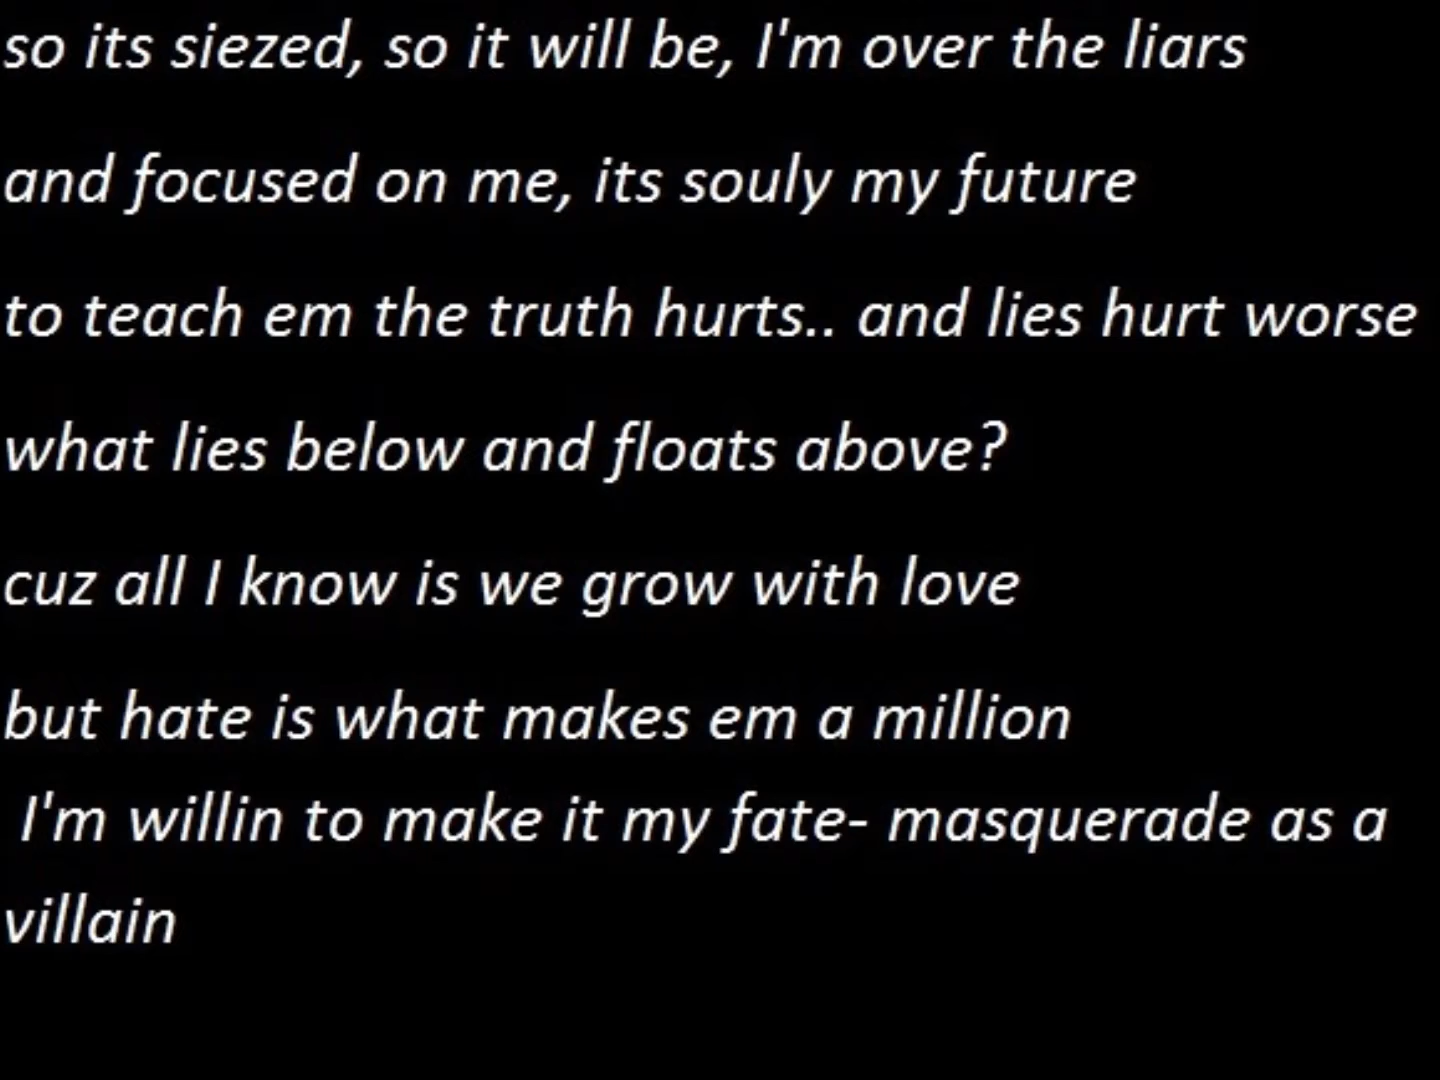 so its siezed, so it will be, I'm over the liars
and focused on me, its souly my future
to teach em the truth hurts.. and lies hurt worse
what lies below and floats above?
cuz all I know is we grow with love
but hate is what makes em a million
I'm willin to make it my fate- masquerade as a
villain